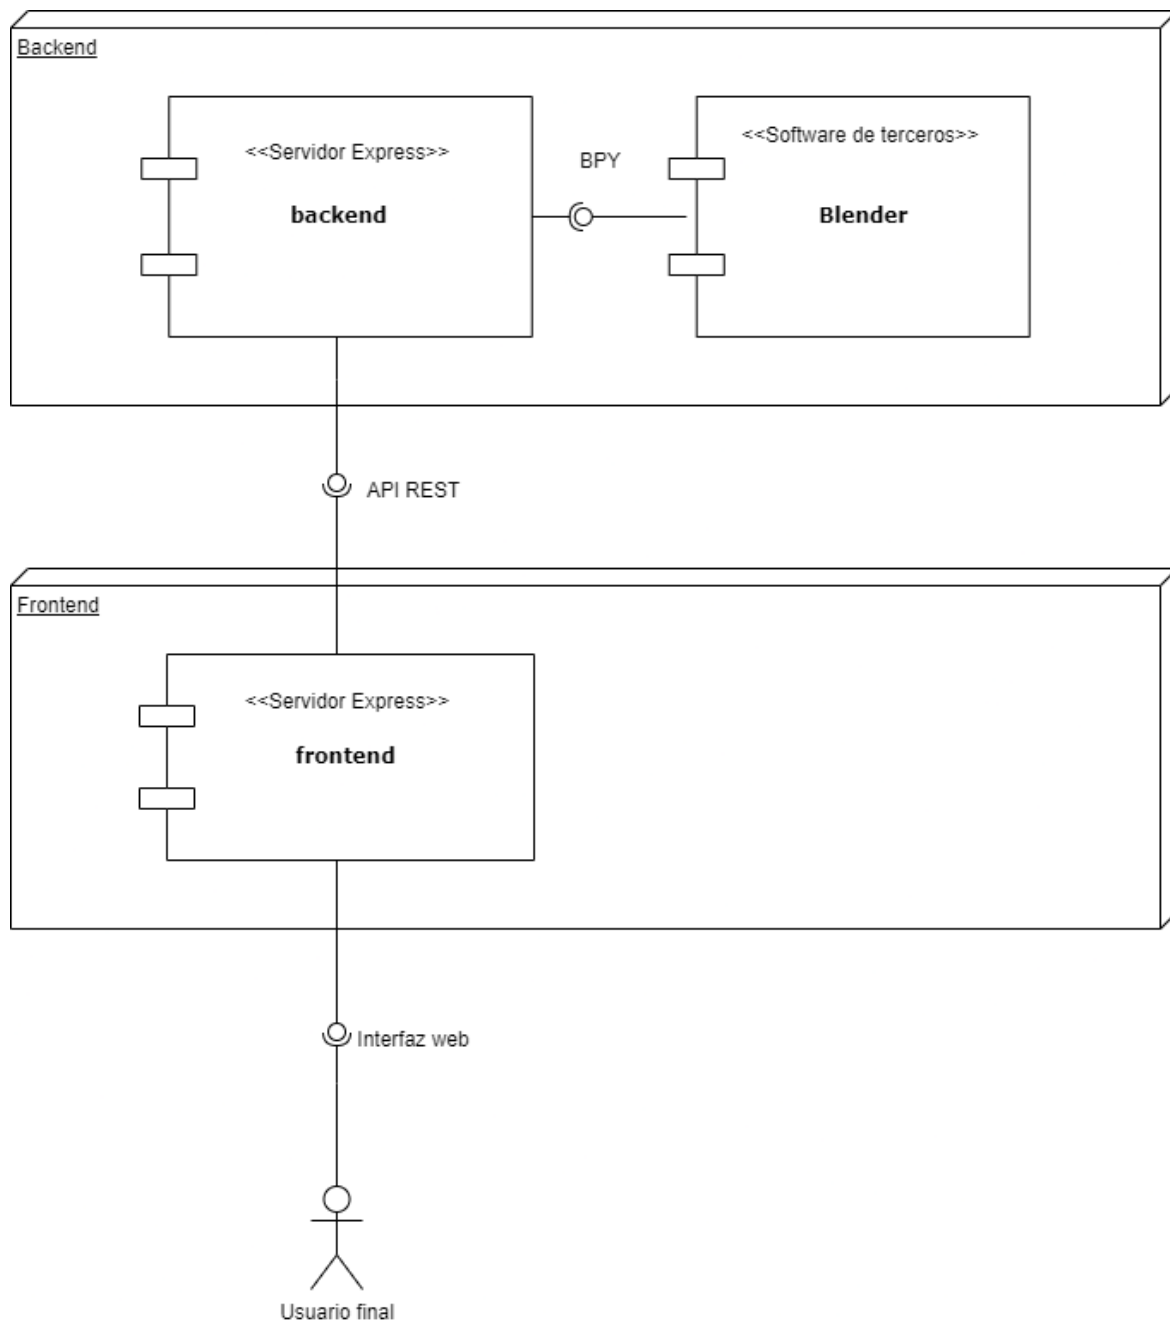 Backend
<<Servidor Express>>
backend
BPY
<<Software de terceros>>
Blender
API REST
Frontend
<<Servidor Express>>
frontend
Interfaz web
Usuario final